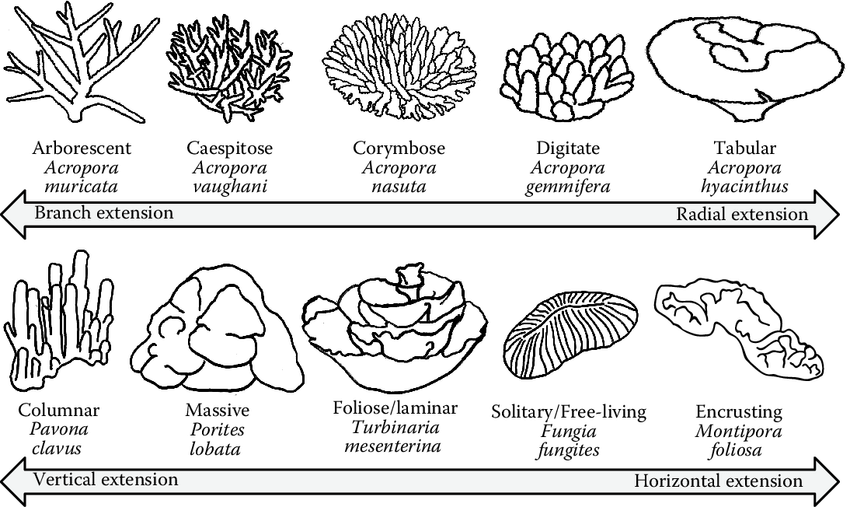 Arborescent
Acropora
muricata
Caespitose
Acropora
vaughani
Corymbose
Acropora
nasuta
Digitate
Acropora
gemmifera
Tabular
Acropora
hyacinthus
Branch extension
Radial extension
Columnar
Pavona
clavus
Massive
Porites
lobata
Foliose/laminar
Turbinaria
mesenterina
Solitary/Free-living
Fungia
fungites
Encrusting
Montipora
foliosa
Vertical extension
Horizontal extension